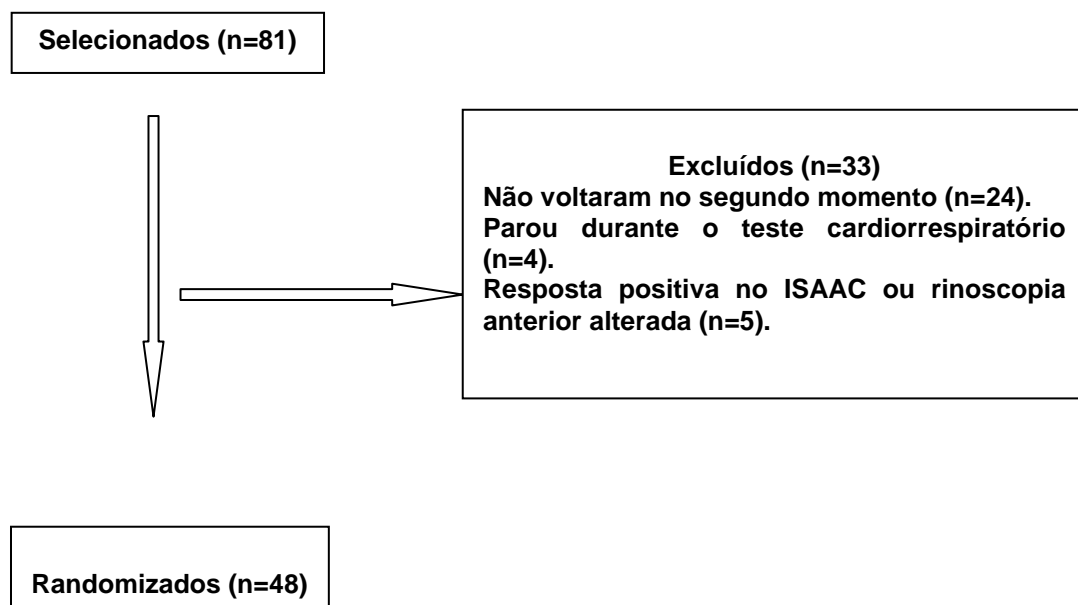 Selecionados (n=81)
Excluídos (n=33)
Não voltaram no segundo momento (n=24).
Parou durante o teste cardiorrespiratório
(n=4).
Resposta positiva no ISAAC ou rinoscopia
anterior alterada (n=5).
Randomizados (n=48)